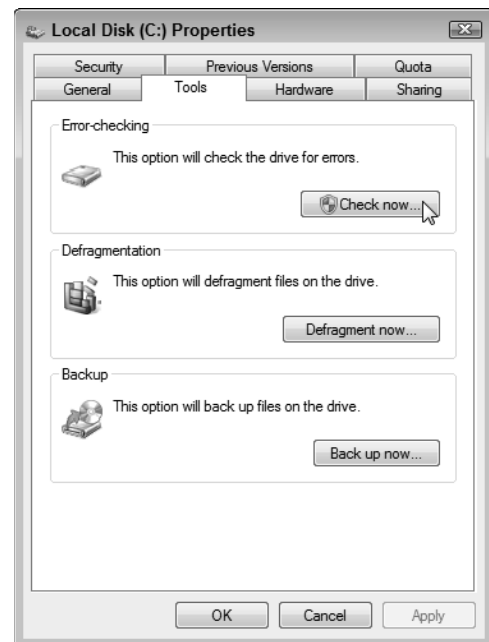 Local Disk (C:) Properties
Security Previous Versions Quota
General Tools Hardware Sharing
Error-checking
This option will check the drive for errors.
Check now...
Defragmentation
This option will defragment files on the drive.
Defragment now...
Backup
This option will back up files on the drive.
Back up now...
OK Cancel Apply